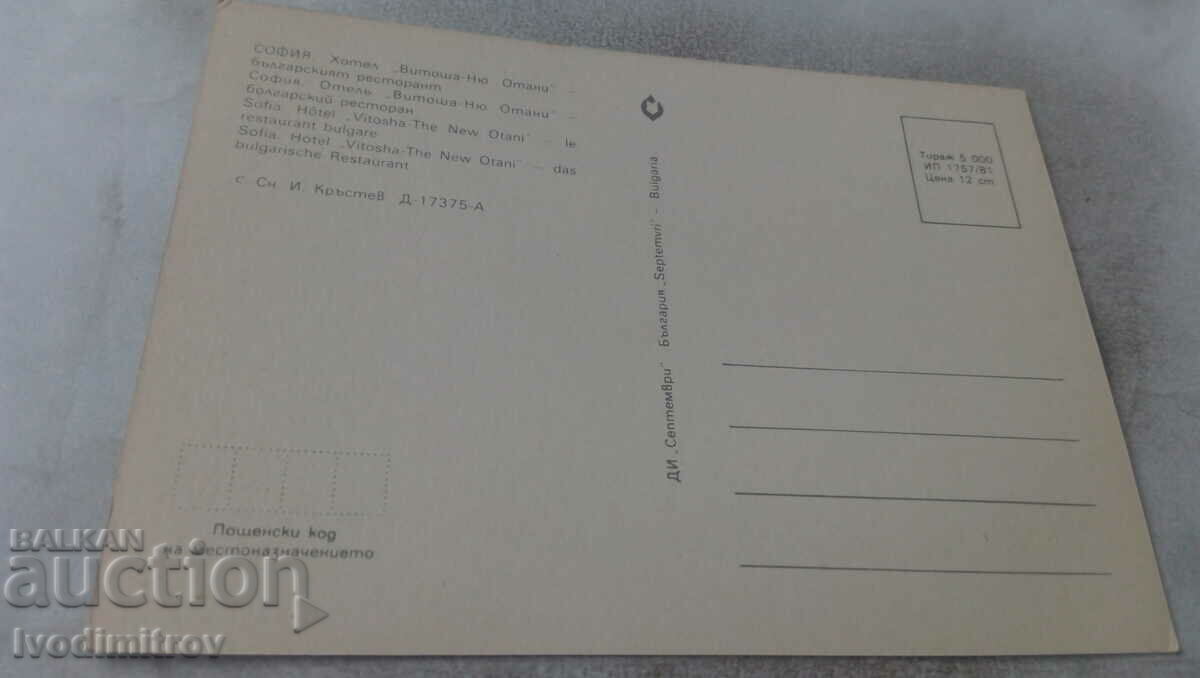 СОФИЯ. Хотел „Витоша-Ню Отани“ –
българският ресторант
София. Отель „Витоша-Ню Отани“ –
болгарский ресторан
Sofia. Hôtel „Vitosha-The New Otani“ – le
restaurant bulgare
Sofia. Hotel „Vitosha-The New Otani“ – das
bulgarische Restaurant
с. Сн. И. Кръстев Д-17375-А
ДИ „Септември“ България „Septemvri“ – Bulgaria
Тираж 5 000
ИП 1757/81
Цена 12 ст
Пощенски код
на местоназначението
BALKAN
auction
Ivodimitrov